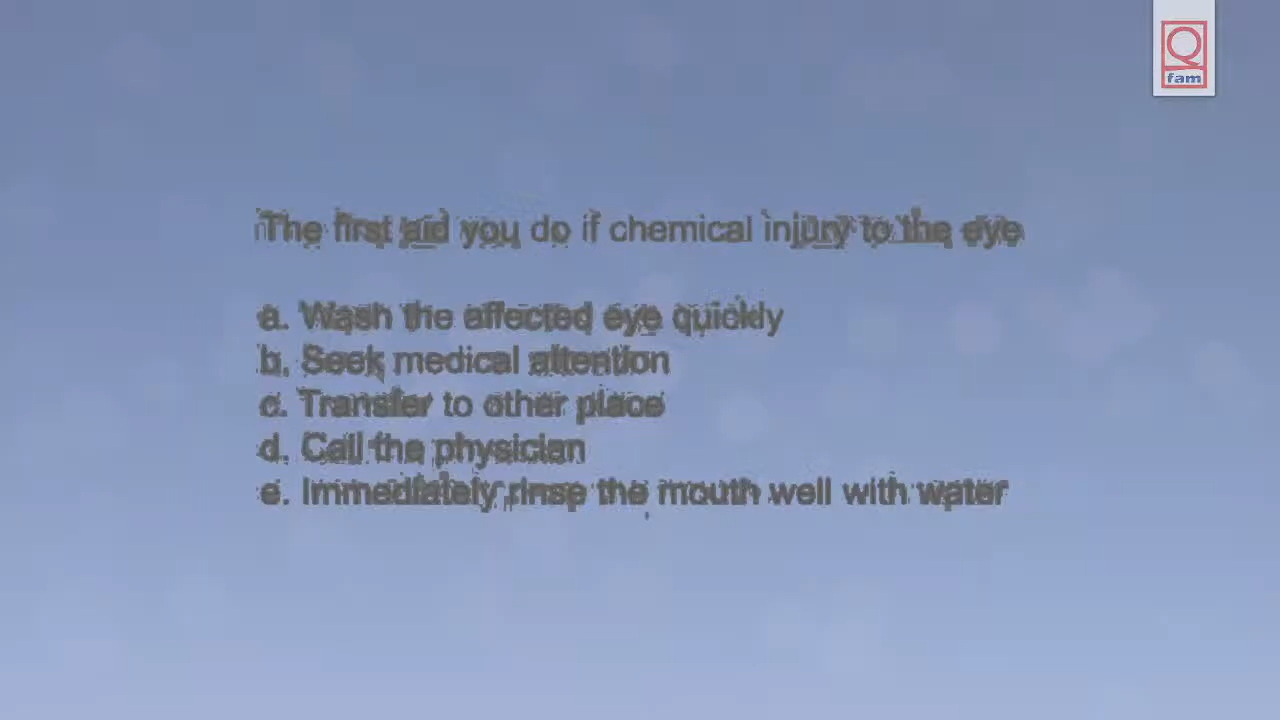 Q
fam
The first aid you do if chemical injury to the eye
a. Wash the affected eye quickly
b. Seek medical attention
c. Transfer to other place
d. Call the physician
e. Immediately rinse the mouth well with water